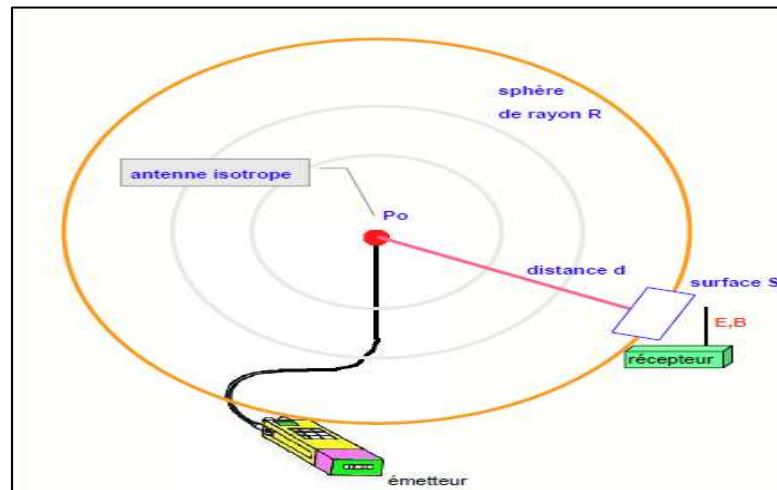 sphère
de rayon R
antenne isotrope
Po
distance d
surface S
E,B
récepteur
émetteur